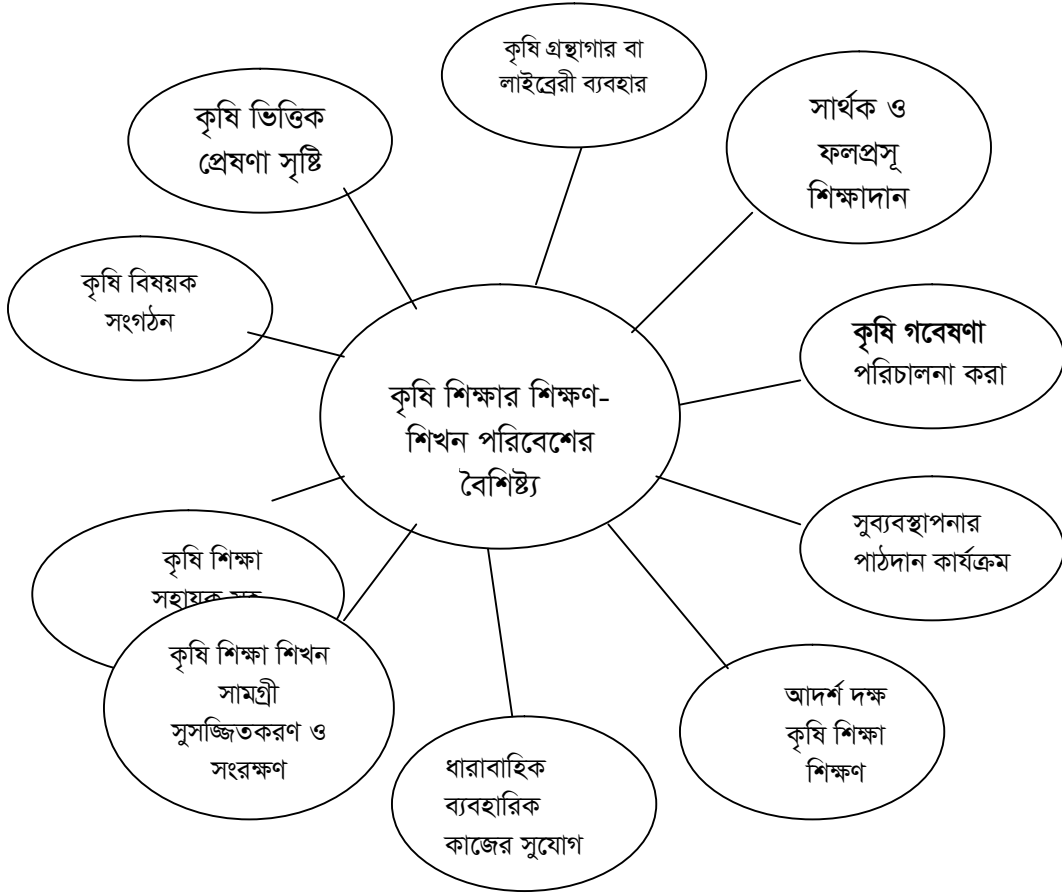 কৃষি গ্রন্থাগার বা
লাইব্রেরী ব্যবহার
কৃষি ভিত্তিক
প্রেষণা সৃষ্টি
সার্থক ও
ফলপ্রসূ
শিক্ষাদান
কৃষি বিষয়ক
সংগঠন
কৃষি গবেষণা
পরিচালনা করা
কৃষি শিক্ষার শিক্ষণ-
শিখন পরিবেশের
বৈশিষ্ট্য
সুব্যবস্থাপনার
পাঠদান কার্যক্রম
কৃষি শিক্ষা
সহায়ক
কৃষি শিক্ষা শিখন
সামগ্রী
সুসজ্জিতকরণ ও
সংরক্ষণ
আদর্শ দক্ষ
কৃষি শিক্ষা
শিক্ষণ
ধারাবাহিক
ব্যবহারিক
কাজের সুযোগ